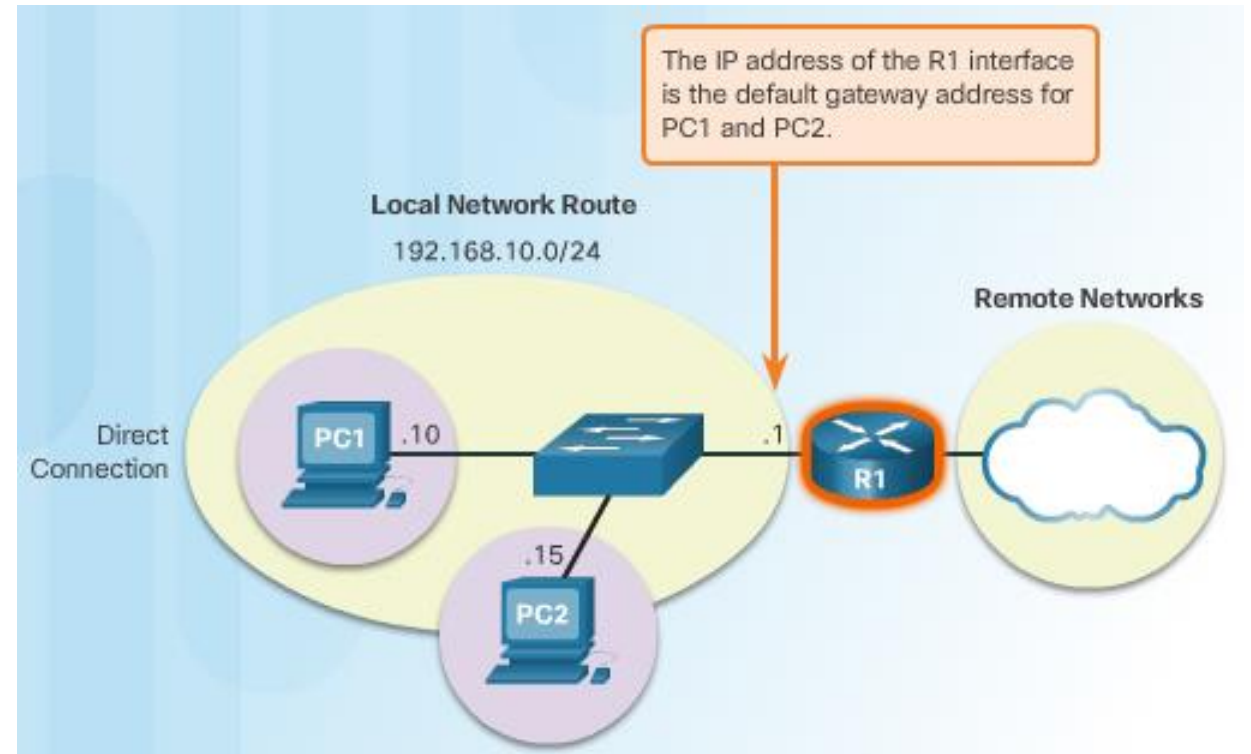 The IP address of the R1 interface
is the default gateway address for
PC1 and PC2.
Local Network Route
192.168.10.0/24
Remote Networks
Direct
Connection
PC1
.10
.1
R1
.15
PC2